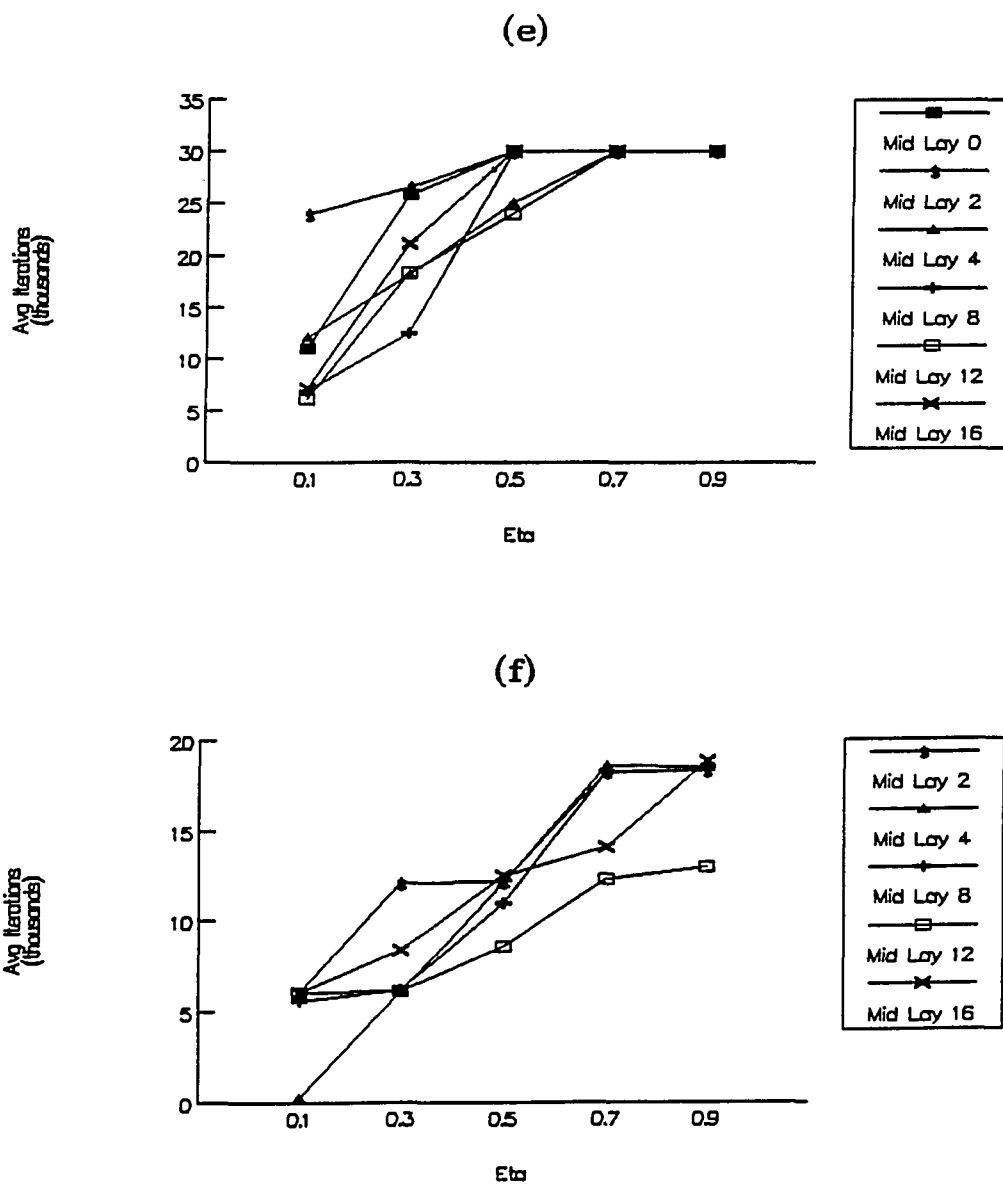 (e)
Avg Iterations
(thousands)
35
30
25
20
15
10
5
0
0.1 0.3 0.5 0.7 0.9
Eta
Mid Lay 0
Mid Lay 2
Mid Lay 4
Mid Lay 8
Mid Lay 12
Mid Lay 16
(f)
Avg Iterations
(thousands)
20
15
10
5
0
0.1 0.3 0.5 0.7 0.9
Eta
Mid Lay 2
Mid Lay 4
Mid Lay 8
Mid Lay 12
Mid Lay 16